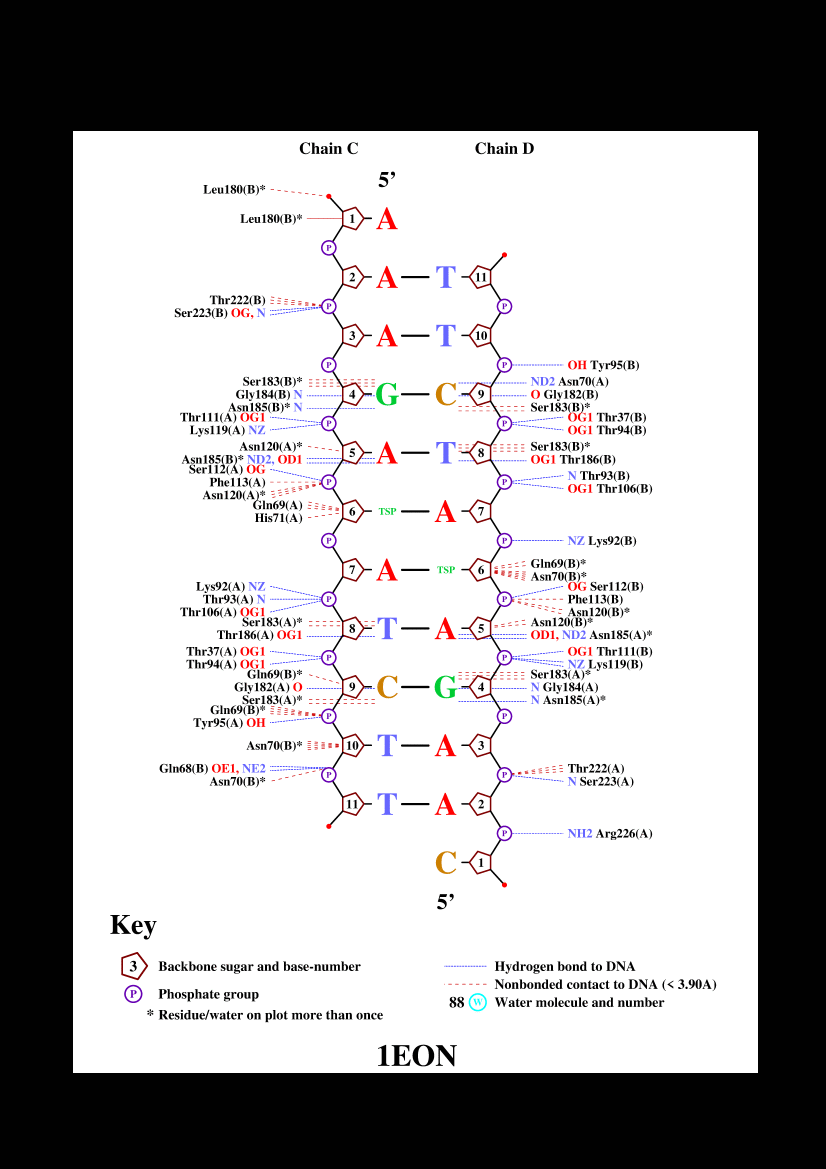 Chain C Chain D
5’
Leu180(B)*
Leu180(B)* 1 A
P
2 A T 11
Thr222(B)
Ser223(B) OG, N P P
3 A T 10
P P OH Tyr95(B)
Ser183(B)* ND2 Asn70(A)
Gly184(B) N 4 G C 9 O Gly182(B)
Asn185(B)* N Ser183(B)*
Thr111(A) OG1 P P OG1 Thr37(B)
Lys119(A) NZ OG1 Thr94(B)
Asn120(A)* Ser183(B)*
5 A T 8
Asn185(B)* ND2, OD1 OG1 Thr186(B)
Ser112(A) OG N Thr93(B)
Phe113(A) P P
Asn120(A)* OG1 Thr106(B)
Gln69(A)
6 TSP A 7
His71(A)
P P NZ Lys92(B)
Gln69(B)*
7 A TSP 6
Asn70(B)*
Lys92(A) NZ OG Ser112(B)
Thr93(A) N P P Phe113(B)
Thr106(A) OG1 Asn120(B)*
Ser183(A)* Asn120(B)*
8 T A 5
Thr186(A) OG1 OD1, ND2 Asn185(A)*
Thr37(A) OG1 P P OG1 Thr111(B)
Thr94(A) OG1 NZ Lys119(B)
Gln69(B)* Ser183(A)*
Gly182(A) O 9 C G 4 N Gly184(A)
Ser183(A)* N Asn185(A)*
Gln69(B)*
P P
Tyr95(A) OH
Asn70(B)* 10 T A 3
Gln68(B) OE1, NE2 Thr222(A)
P P
Asn70(B)* N Ser223(A)
11 T A 2
P NH2 Arg226(A)
C 1
5’
Key
3 Backbone sugar and base-number
P Phosphate group
* Residue/water on plot more than once
Hydrogen bond to DNA
Nonbonded contact to DNA (< 3.90A)
88 W Water molecule and number
1EON